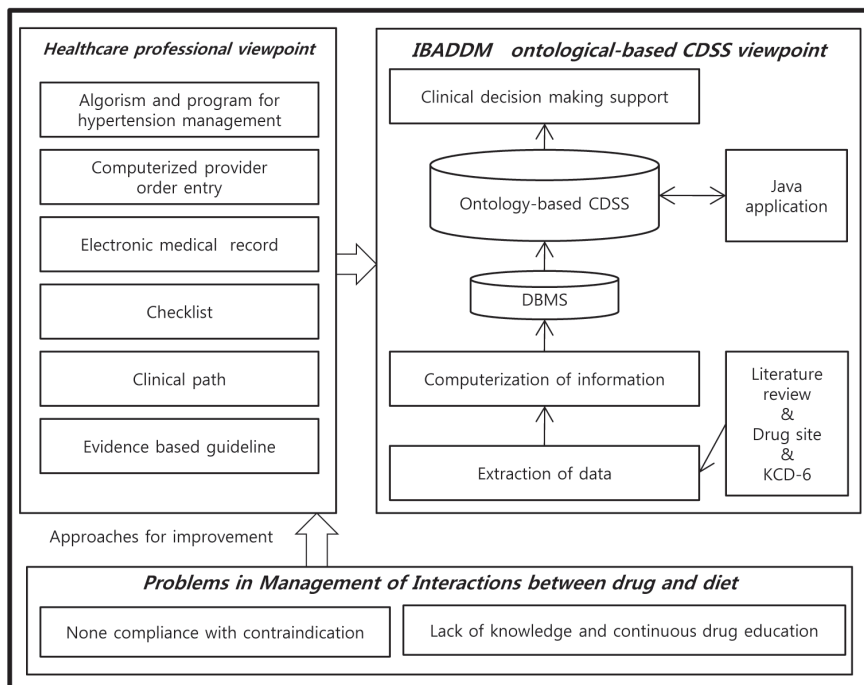 Healthcare professional viewpoint
Algorism and program for
hypertension management
Computerized provider
order entry
Electronic medical record
Checklist
Clinical path
Evidence based guideline
IBADDM ontological-based CDSS viewpoint
Clinical decision making support
Ontology-based CDSS
Java
application
DBMS
Computerization of information
Extraction of data
Literature
review
&
Drug site
&
KCD-6
Approaches for improvement
Problems in Management of Interactions between drug and diet
None compliance with contraindication
Lack of knowledge and continuous drug education